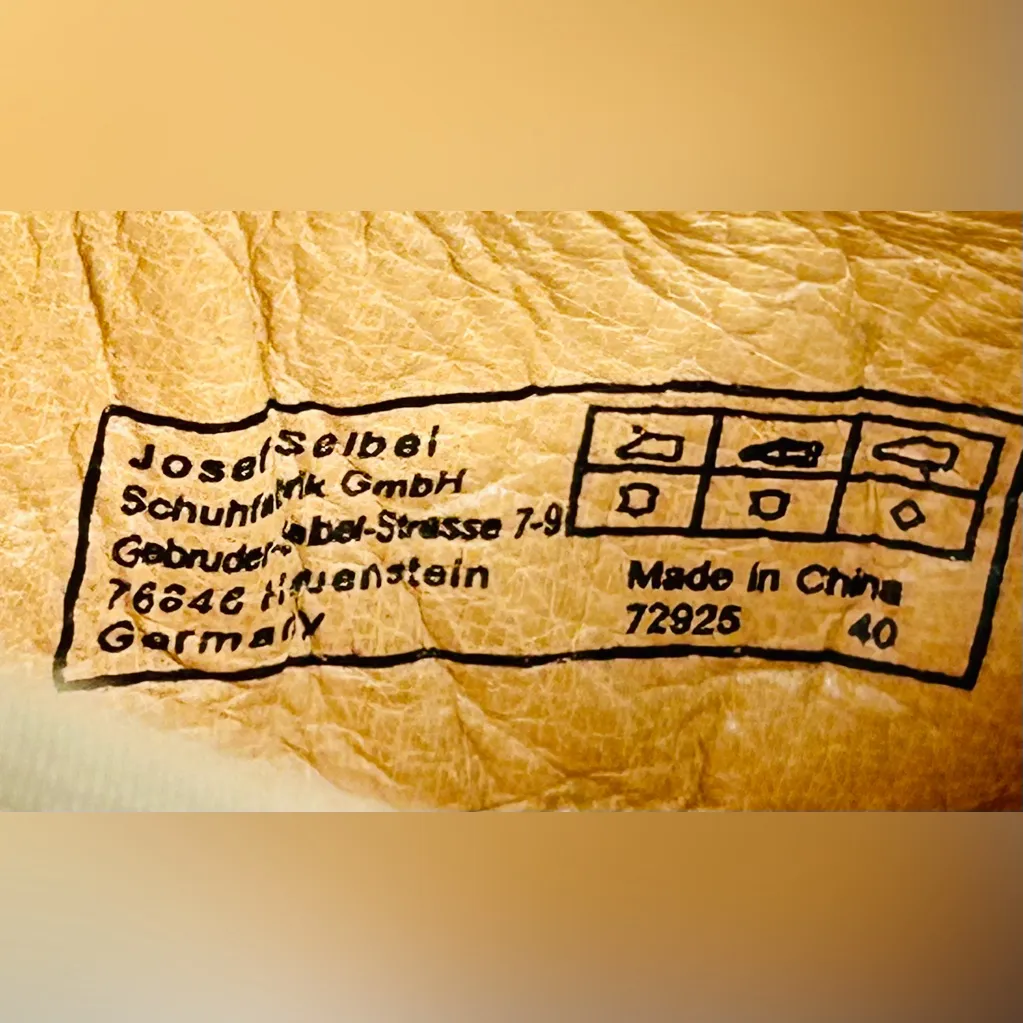 Josef Seibel
Schuhfabrik GmbH
Gebruder-Seibel-Strasse 7-9
76846 Hauenstein
Germany
Made in China
72925 40